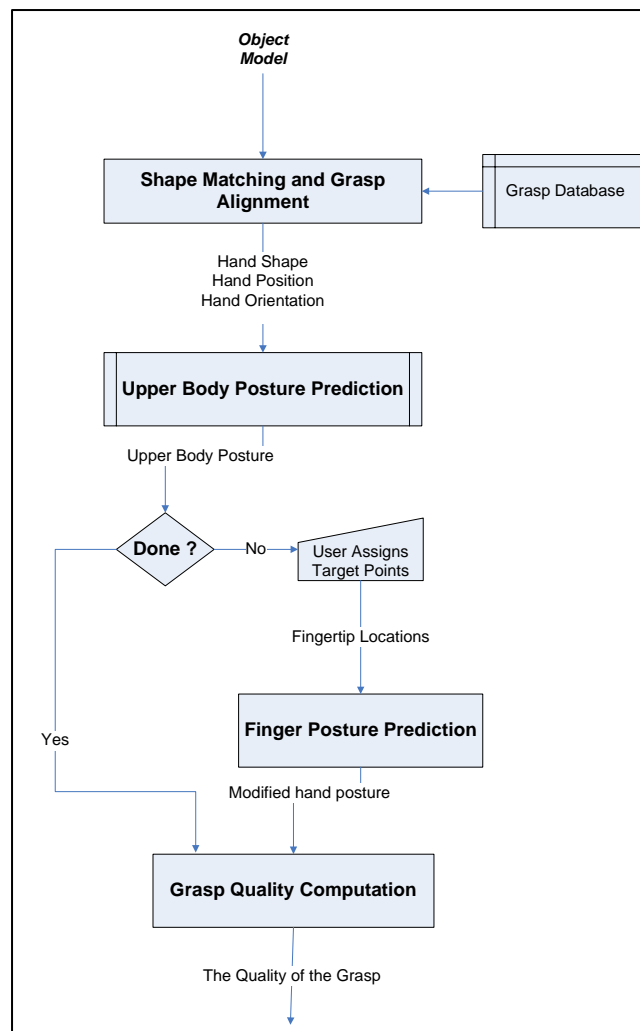 Object
Model
Shape Matching and Grasp
Alignment
Grasp Database
Hand Shape
Hand Position
Hand Orientation
Upper Body Posture Prediction
Upper Body Posture
Done ?
No
User Assigns
Target Points
Fingertip Locations
Finger Posture Prediction
Yes
Modified hand posture
Grasp Quality Computation
The Quality of the Grasp